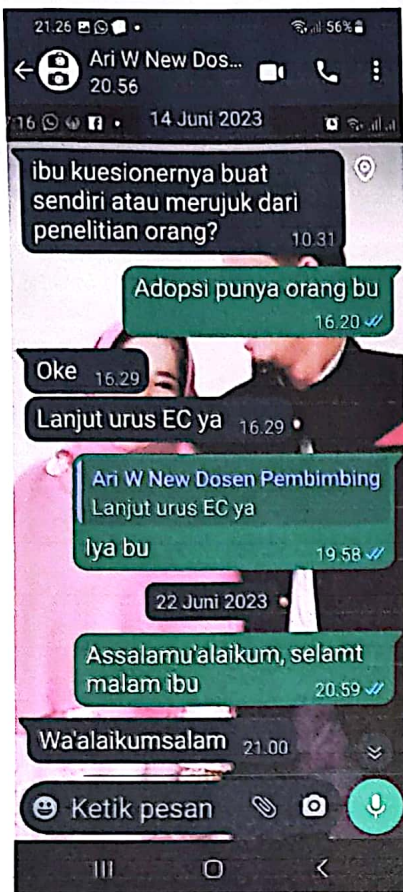 21.26
56%
Ari W New Dos...
20.56
14 Juni 2023
ibu kuesionernya buat
sendiri atau merujuk dari
penelitian orang?
10.31
Adopsi punya orang bu
16.20
Oke 16.29
Lanjut urus EC ya 16.29
Ari W New Dosen Pembimbing
Lanjut urus EC ya
Iya bu
19.58
22 Juni 2023
Assalamu'alaikum, selamt
malam ibu
20.59
Wa'alaikumsalam 21.00
Ketik pesan